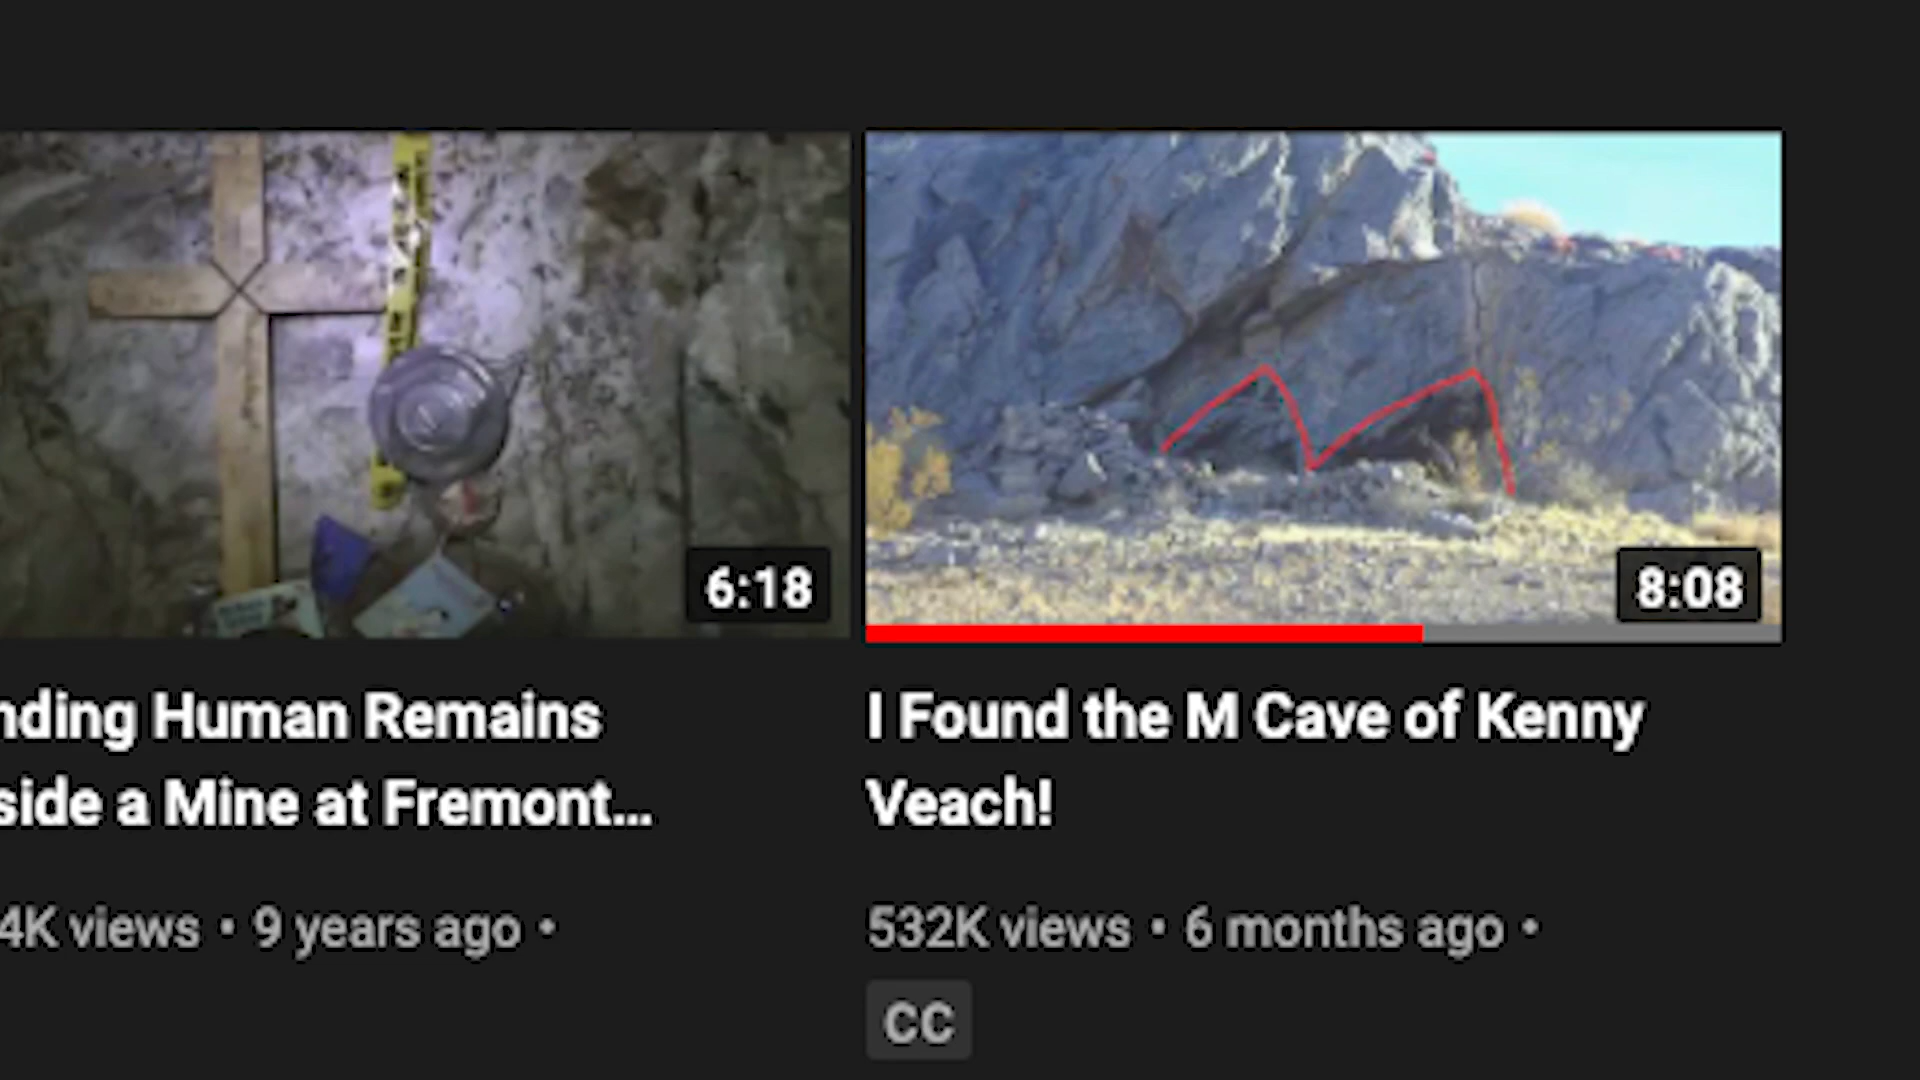 6:18
8:08
nding Human Remains
side a Mine at Fremont...
4K views • 9 years ago •
I Found the M Cave of Kenny
Veach!
532K views • 6 months ago •
CC